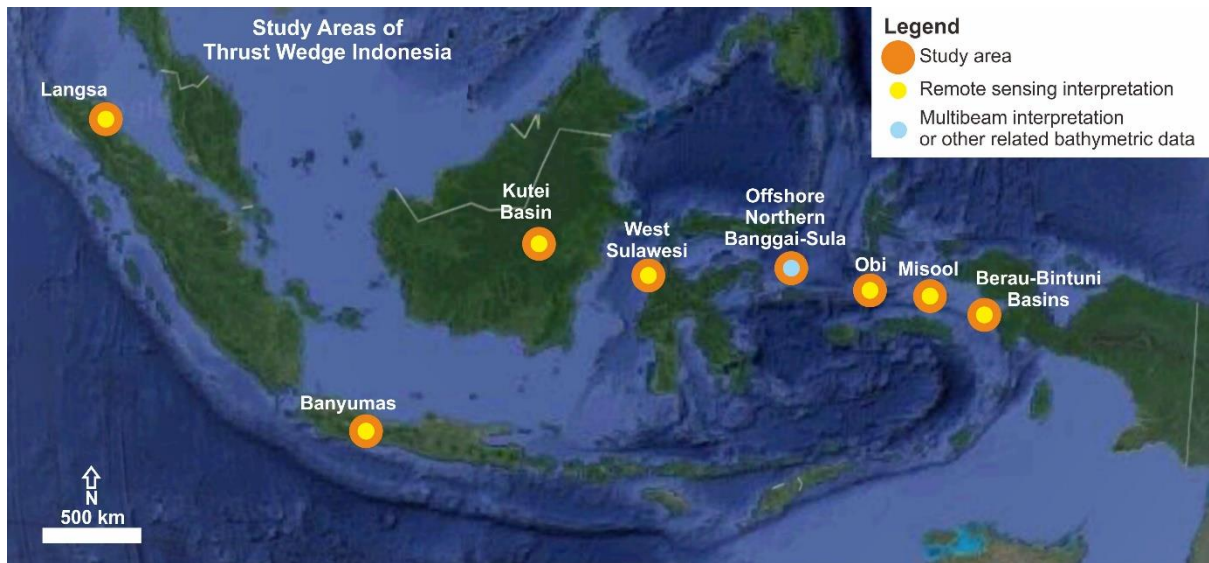 Study Areas of
Thrust Wedge Indonesia
Legend
Study area
Remote sensing interpretation
Multibeam interpretation
or other related bathymetric data
Langsa
Kutei
Basin
West
Sulawesi
Offshore
Northern
Banggai-Sula
Obi
Misool
Berau-Bintuni
Basins
Banyumas
N
500 km